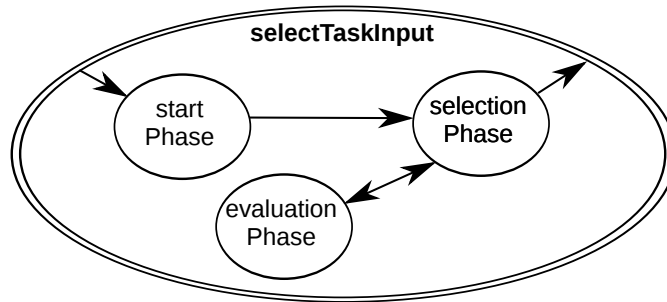 selectTaskInput
start
Phase
selection
Phase
evaluation
Phase